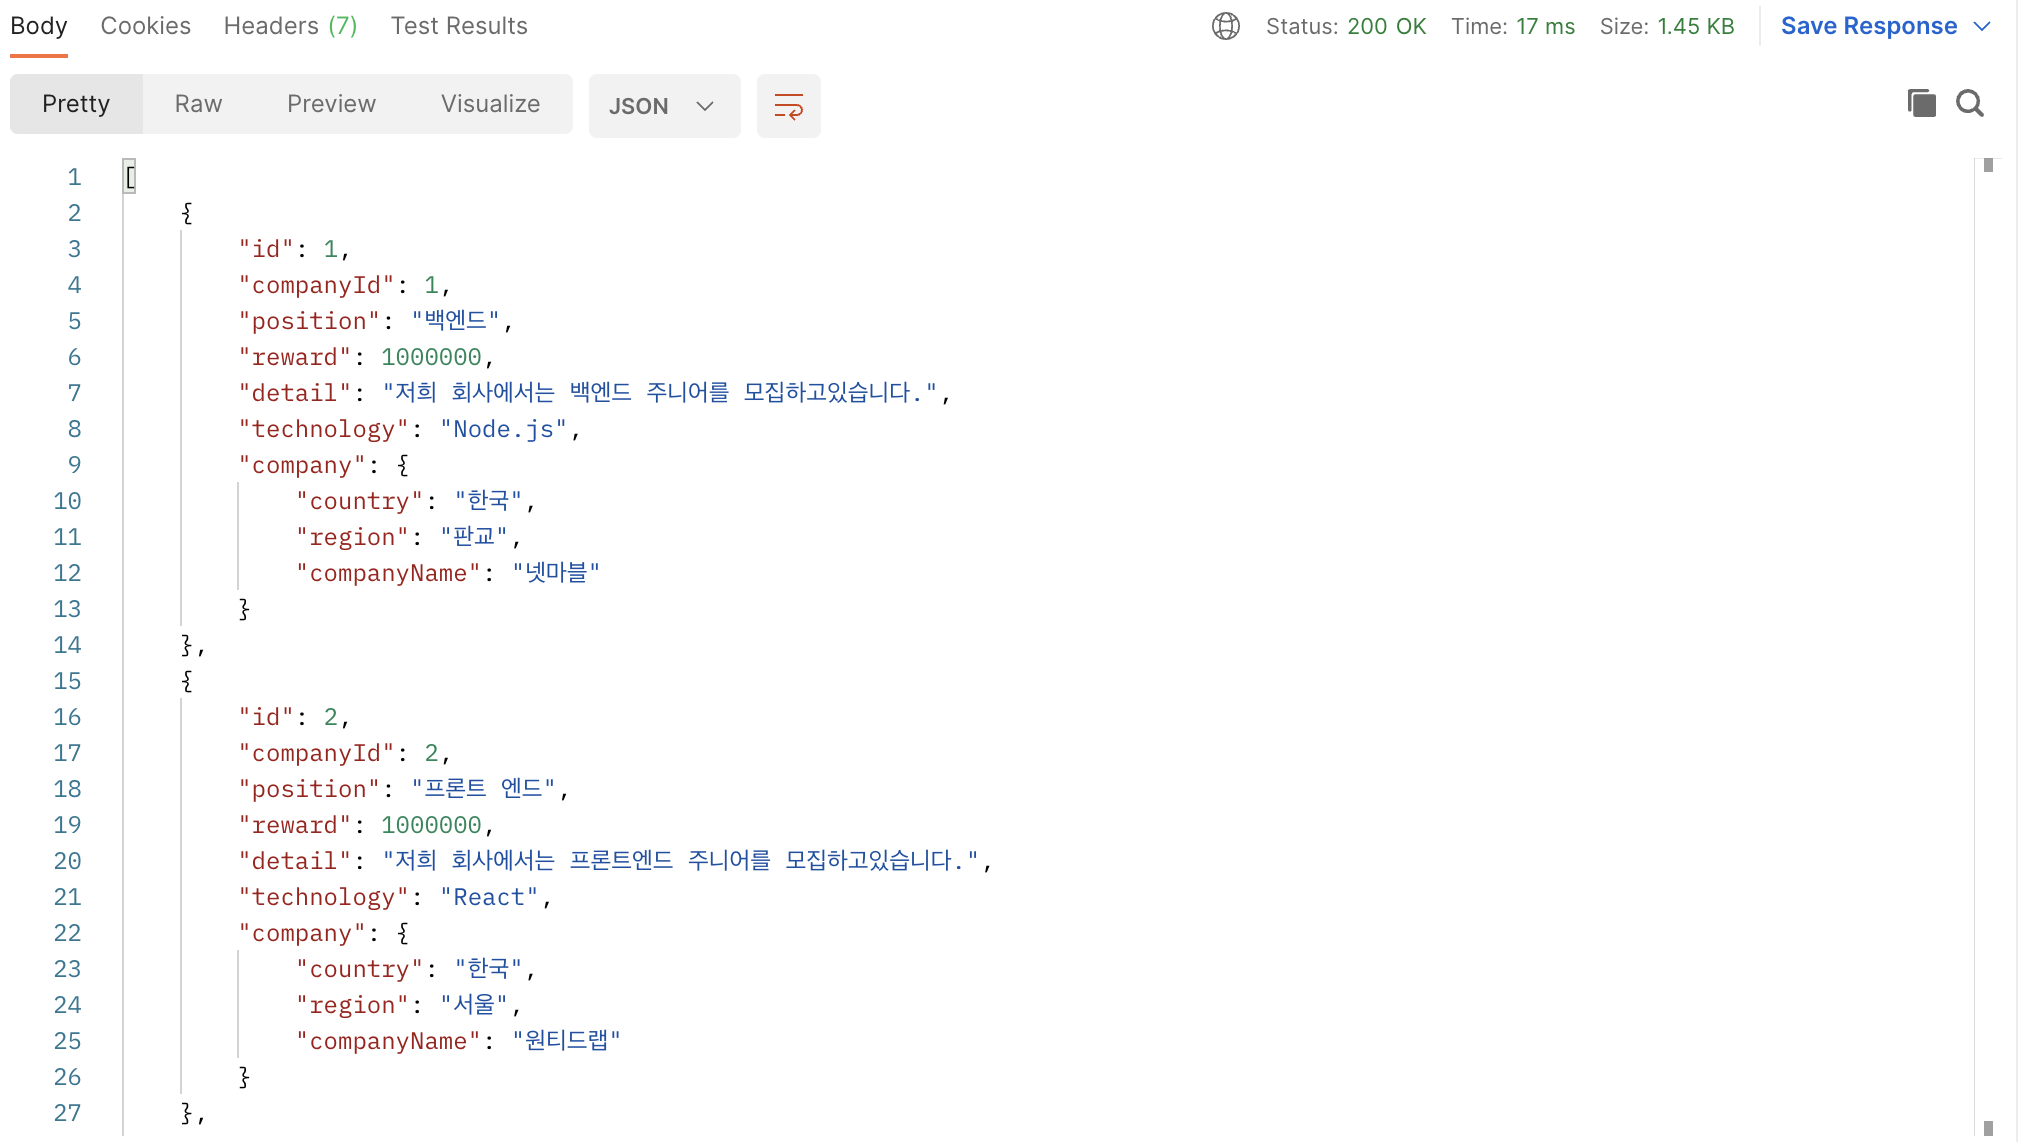 Body Cookies Headers (7) Test Results Status: 200 OK Time: 17 ms Size: 1.45 KB Save Response
Pretty Raw Preview Visualize JSON
1 [
2 {
3 "id": 1,
4 "companyId": 1,
5 "position": "백엔드",
6 "reward": 1000000,
7 "detail": "저희 회사에서는 백엔드 주니어를 모집하고있습니다.",
8 "technology": "Node.js",
9 "company": {
10 "country": "한국",
11 "region": "판교",
12 "companyName": "넷마블"
13 }
14 },
15 {
16 "id": 2,
17 "companyId": 2,
18 "position": "프론트 엔드",
19 "reward": 1000000,
20 "detail": "저희 회사에서는 프론트엔드 주니어를 모집하고있습니다.",
21 "technology": "React",
22 "company": {
23 "country": "한국",
24 "region": "서울",
25 "companyName": "원티드랩"
26 }
27 },